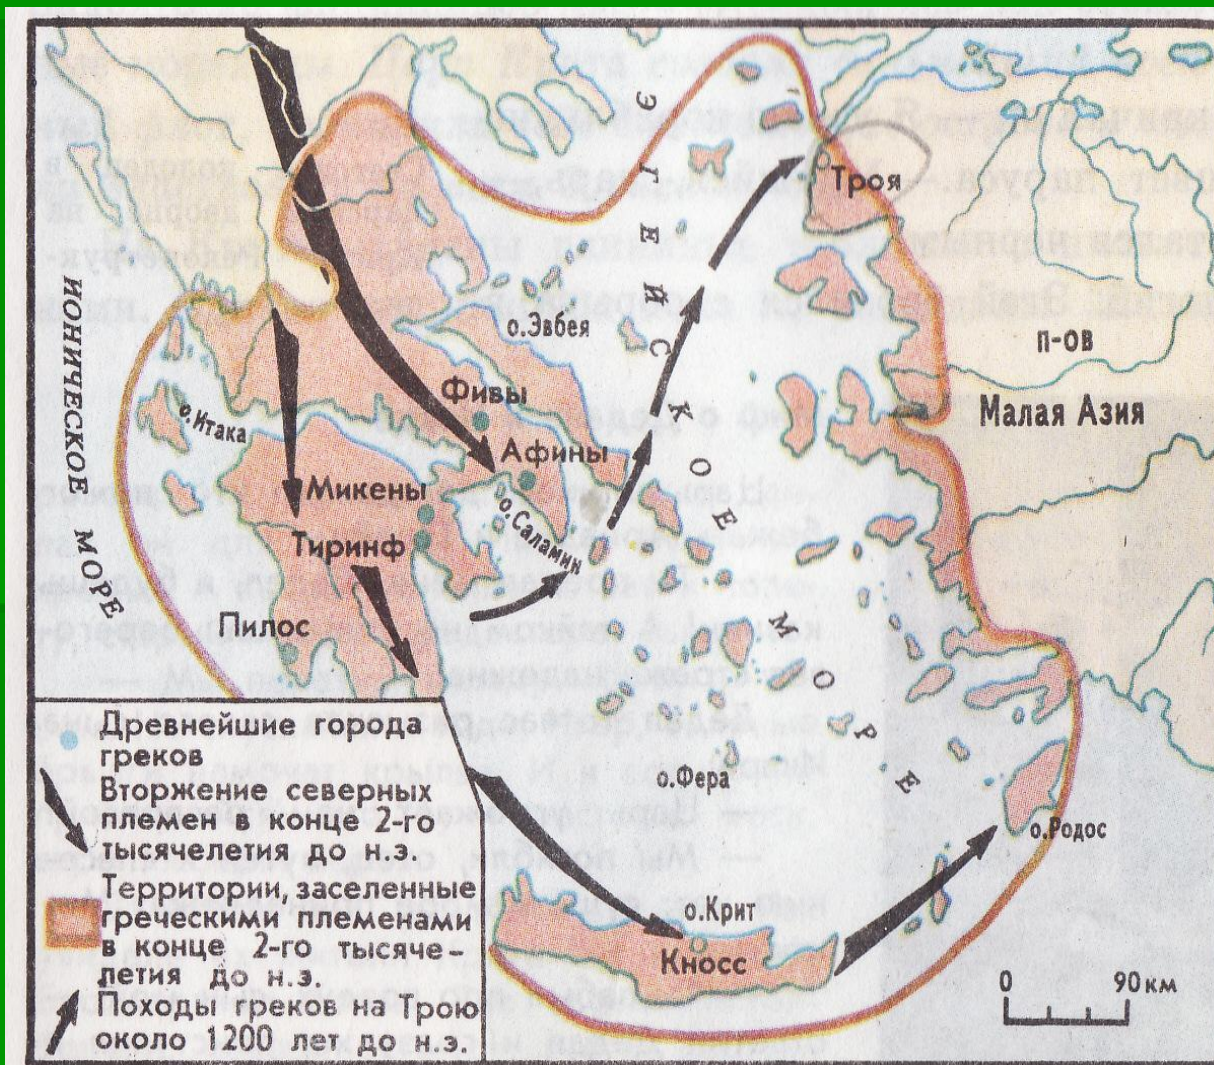 ЭГЕЙСКОЕ МОРЕ
Троя
ИОНИЧЕСКОЕ МОРЕ
о.Эвбея
П-ОВ
Малая Азия
Фивы
о.Итака
Афины
Микены
о.Саламин
Тиринф
Пилос
о.Фера
о.Родос
о.Крит
Кносс
0 90 км
Древнейшие города
греков
Вторжение северных
племен в конце 2-го
тысячелетия до н.э.
Территории, заселенные
греческими племенами
в конце 2-го тысяче-
летия до н.э.
Походы греков на Трою
около 1200 лет до н.э.